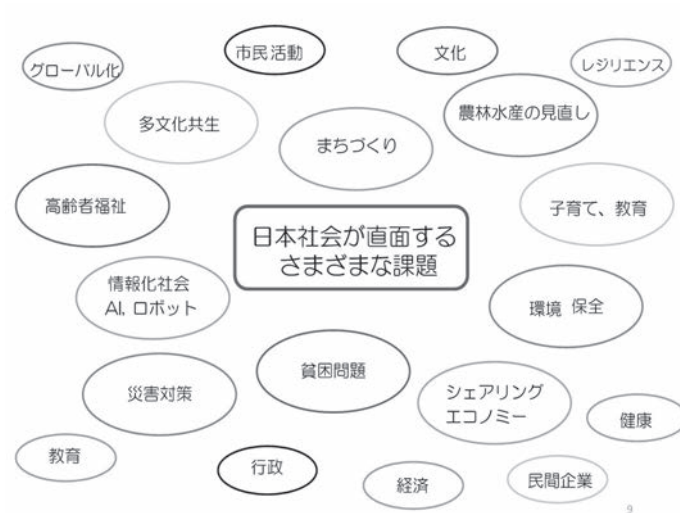 市民活動
文化
グローバル化
レジリエンス
多文化共生
まちづくり
農林水産の見直し
高齢者福祉
子育て、教育
日本社会が直面する
さまざまな課題
情報化社会
AI, ロボット
環境 保全
貧困問題
災害対策
シェアリング
エコノミー
健康
教育
行政
経済
民間企業
9